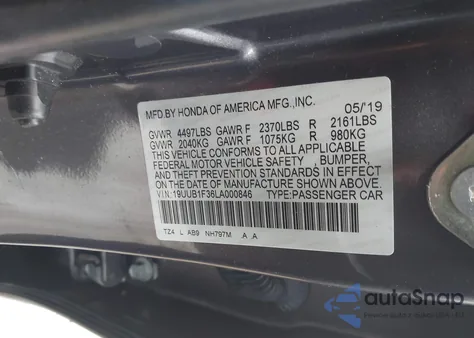 MFD.BY HONDA OF AMERICA MFG.,INC. 05/'19
GVWR 4497LBS GAWR F 2370LBS R 2161LBS
GVWR 2040KG GAWR F 1075KG R 980KG
THIS VEHICLE CONFORMS TO ALL APPLICABLE
FEDERAL MOTOR VEHICLE SAFETY , BUMPER,
AND THEFT PREVENTION STANDARDS IN EFFECT
ON THE DATE OF MANUFACTURE SHOWN ABOVE.
V.I.N:19UUB1F36LA000846 TYPE:PASSENGER CAR
TZ4 L AB9 NH797M A A
autoSnap